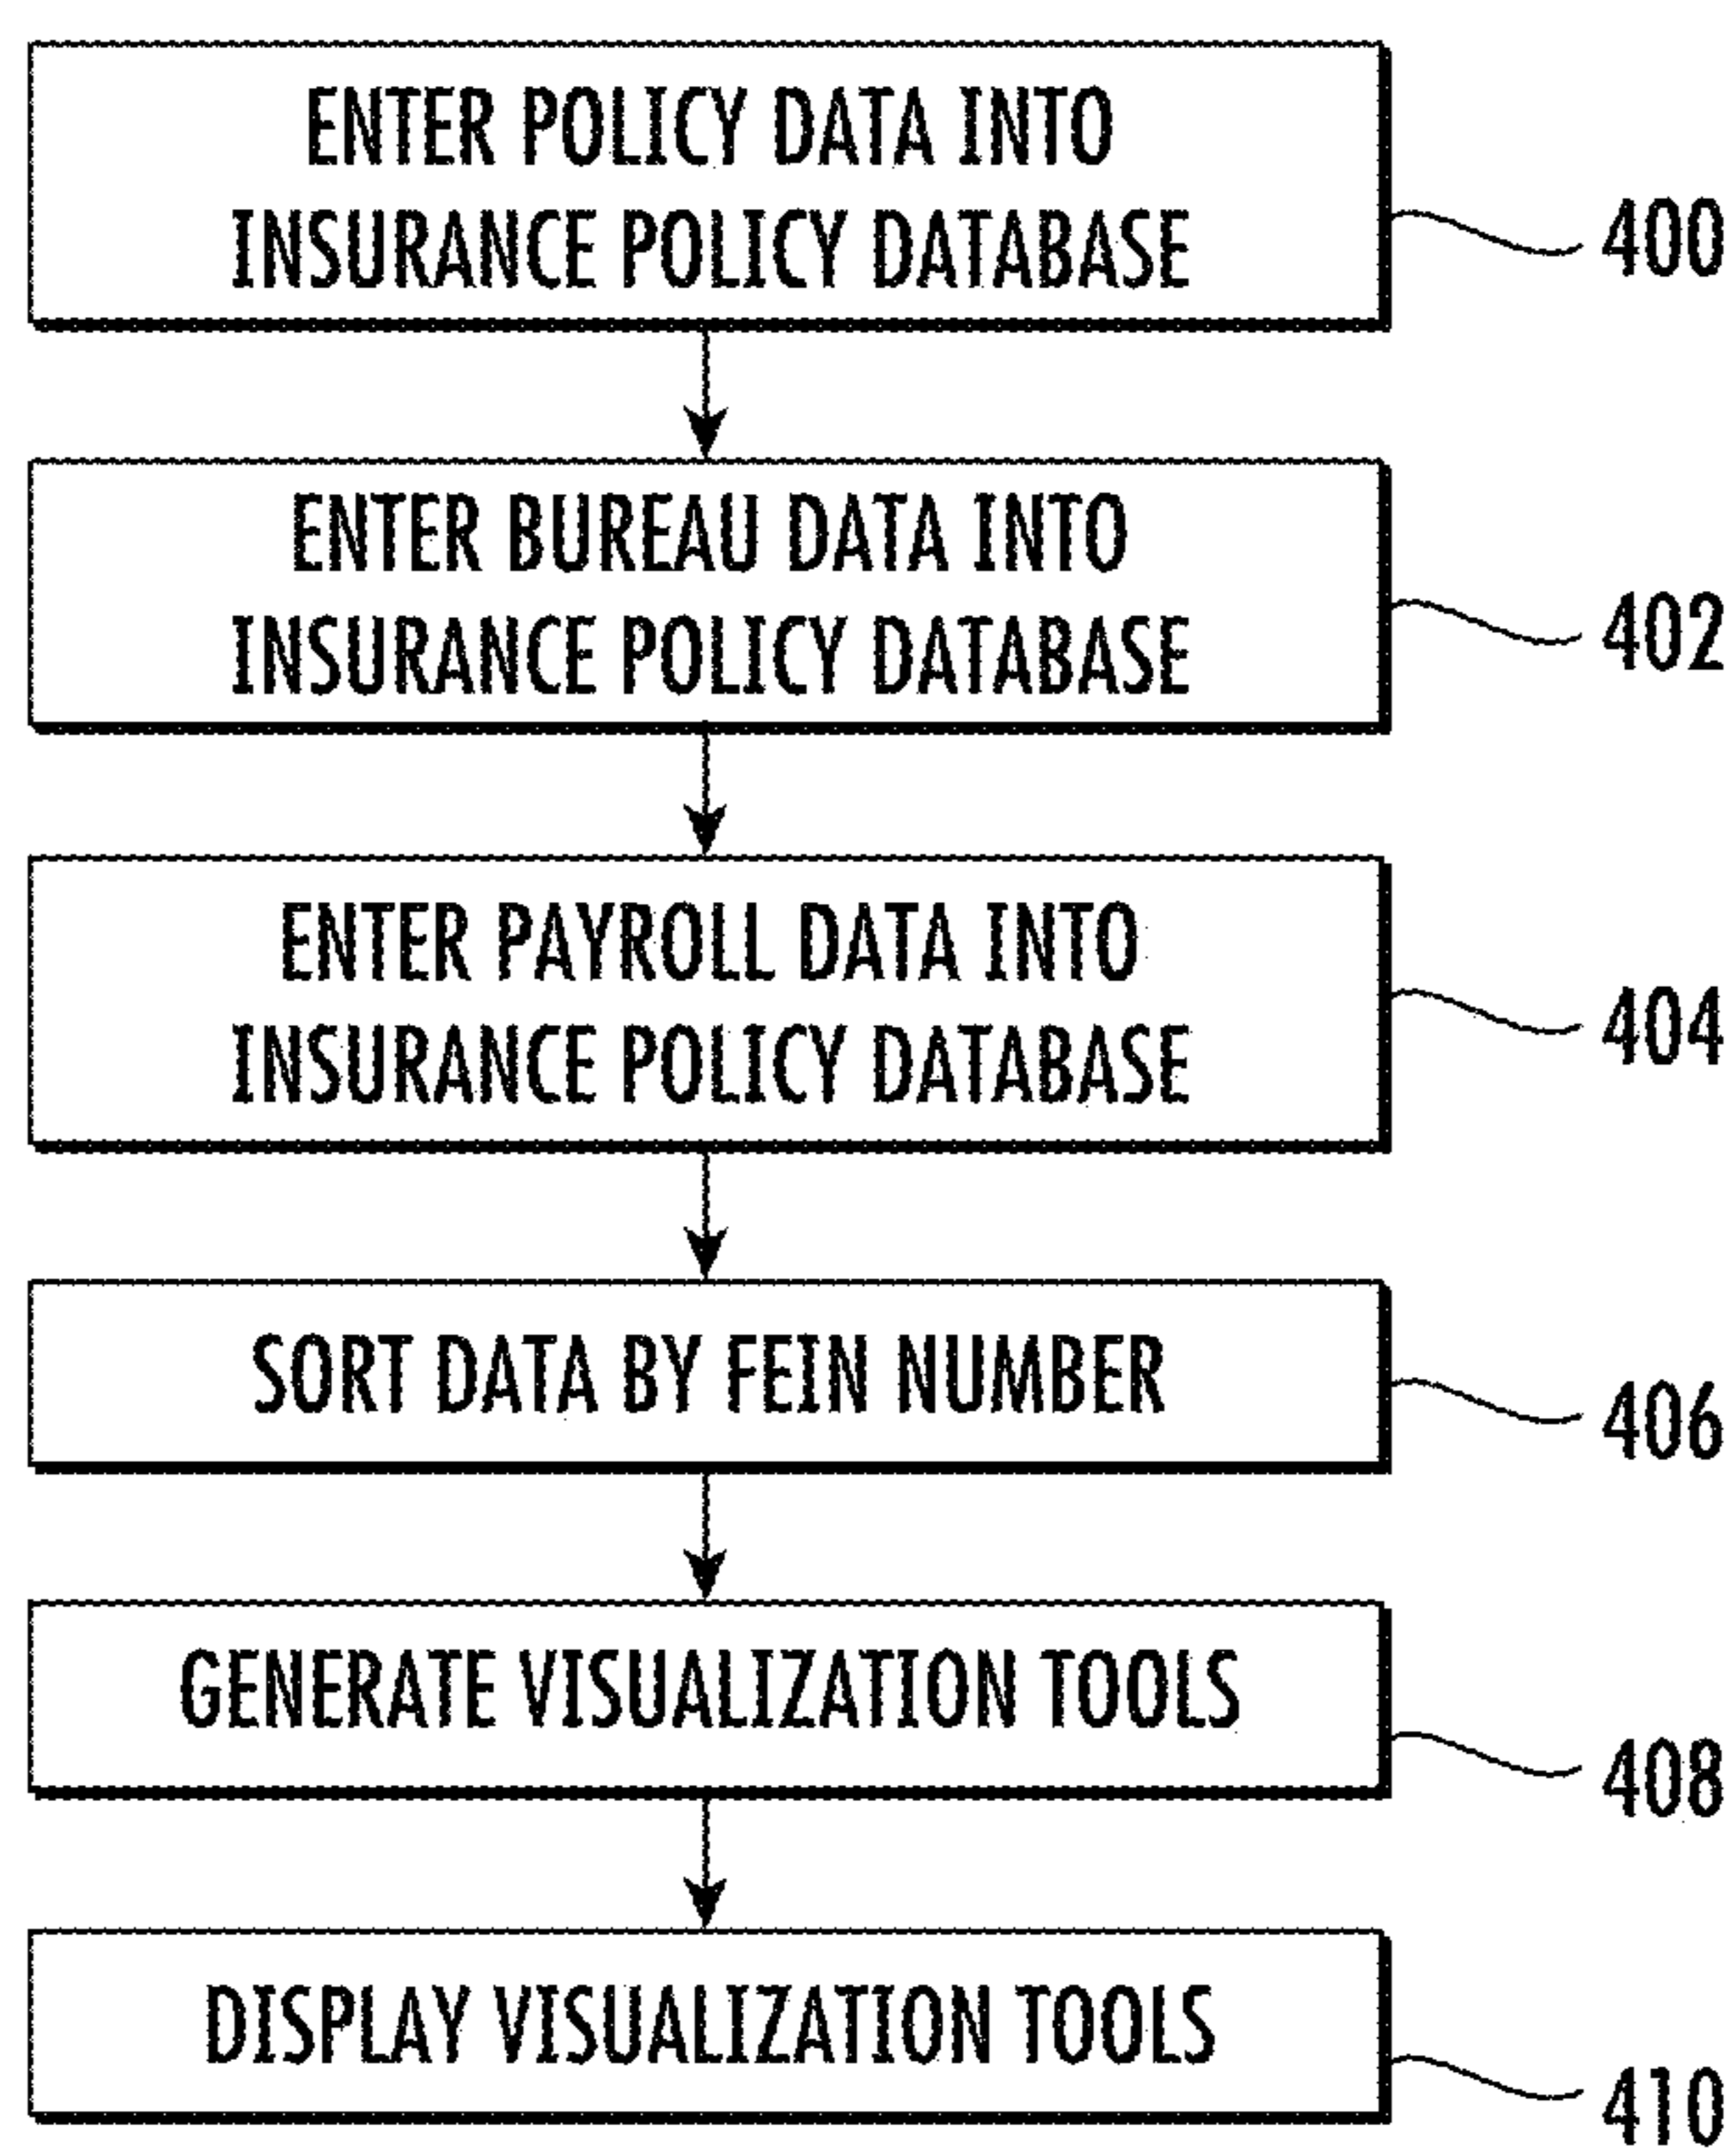 ENTER POLICY DATA INTO
INSURANCE POLICY DATABASE
400
ENTER BUREAU DATA INTO
INSURANCE POLICY DATABASE
402
ENTER PAYROLL DATA INTO
INSURANCE POLICY DATABASE
404
SORT DATA BY FEIN NUMBER
406
GENERATE VISUALIZATION TOOLS
408
DISPLAY VISUALIZATION TOOLS
410